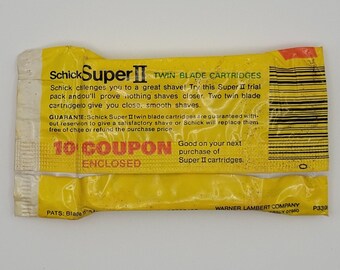 Schick Super II TWIN BLADE CARTRIDGES
Schick challenges you to a great shave! Try this Super II trial
pack and you'll prove nothing shaves closer. Two twin blade
cartridges give you close, smooth shaves.
GUARANTEE: Schick Super II twin blade cartridges are guaranteed with-
out reservation to give a satisfactory shave or Schick will replace them
free of charge or refund the purchase price.
10¢ COUPON
ENCLOSED
Good on your next
purchase of
Super II cartridges.
PATS: Blade
WARNER LAMBERT COMPANY